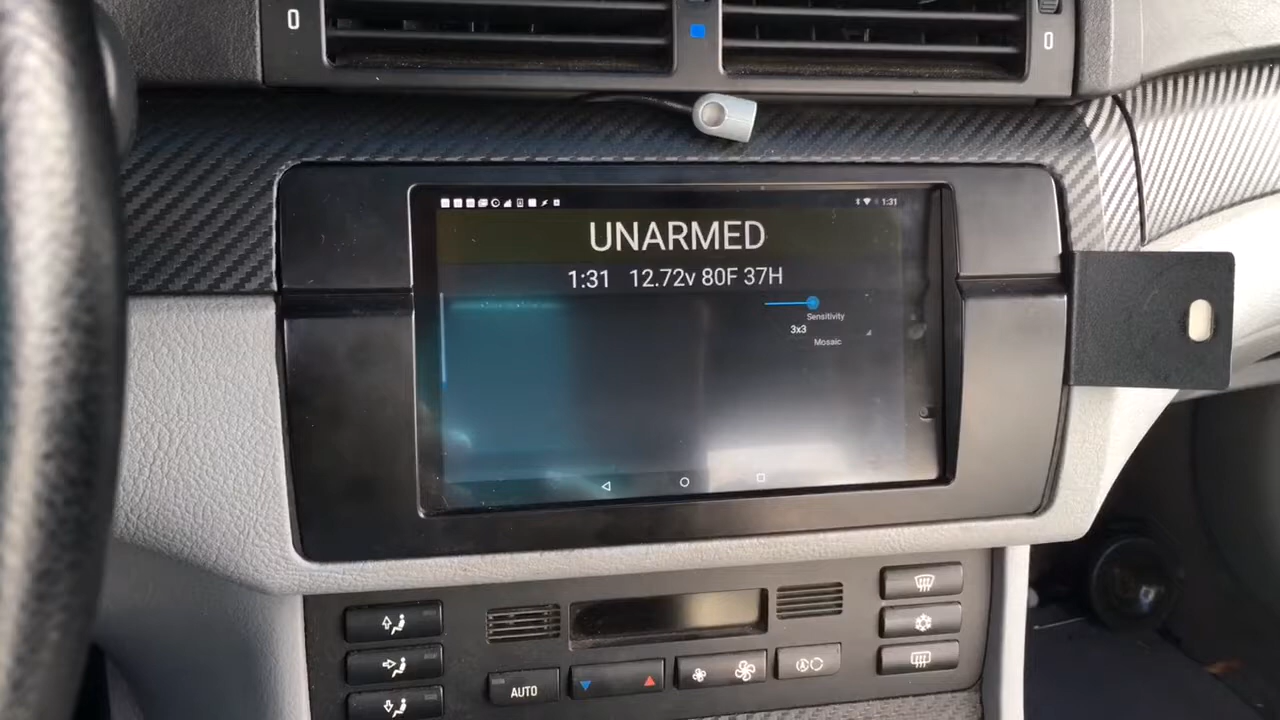 0
0
1:31
UNARMED
1:31 12.72v 80F 37H
Sensitivity
3x3
Mosaic
AUTO
A